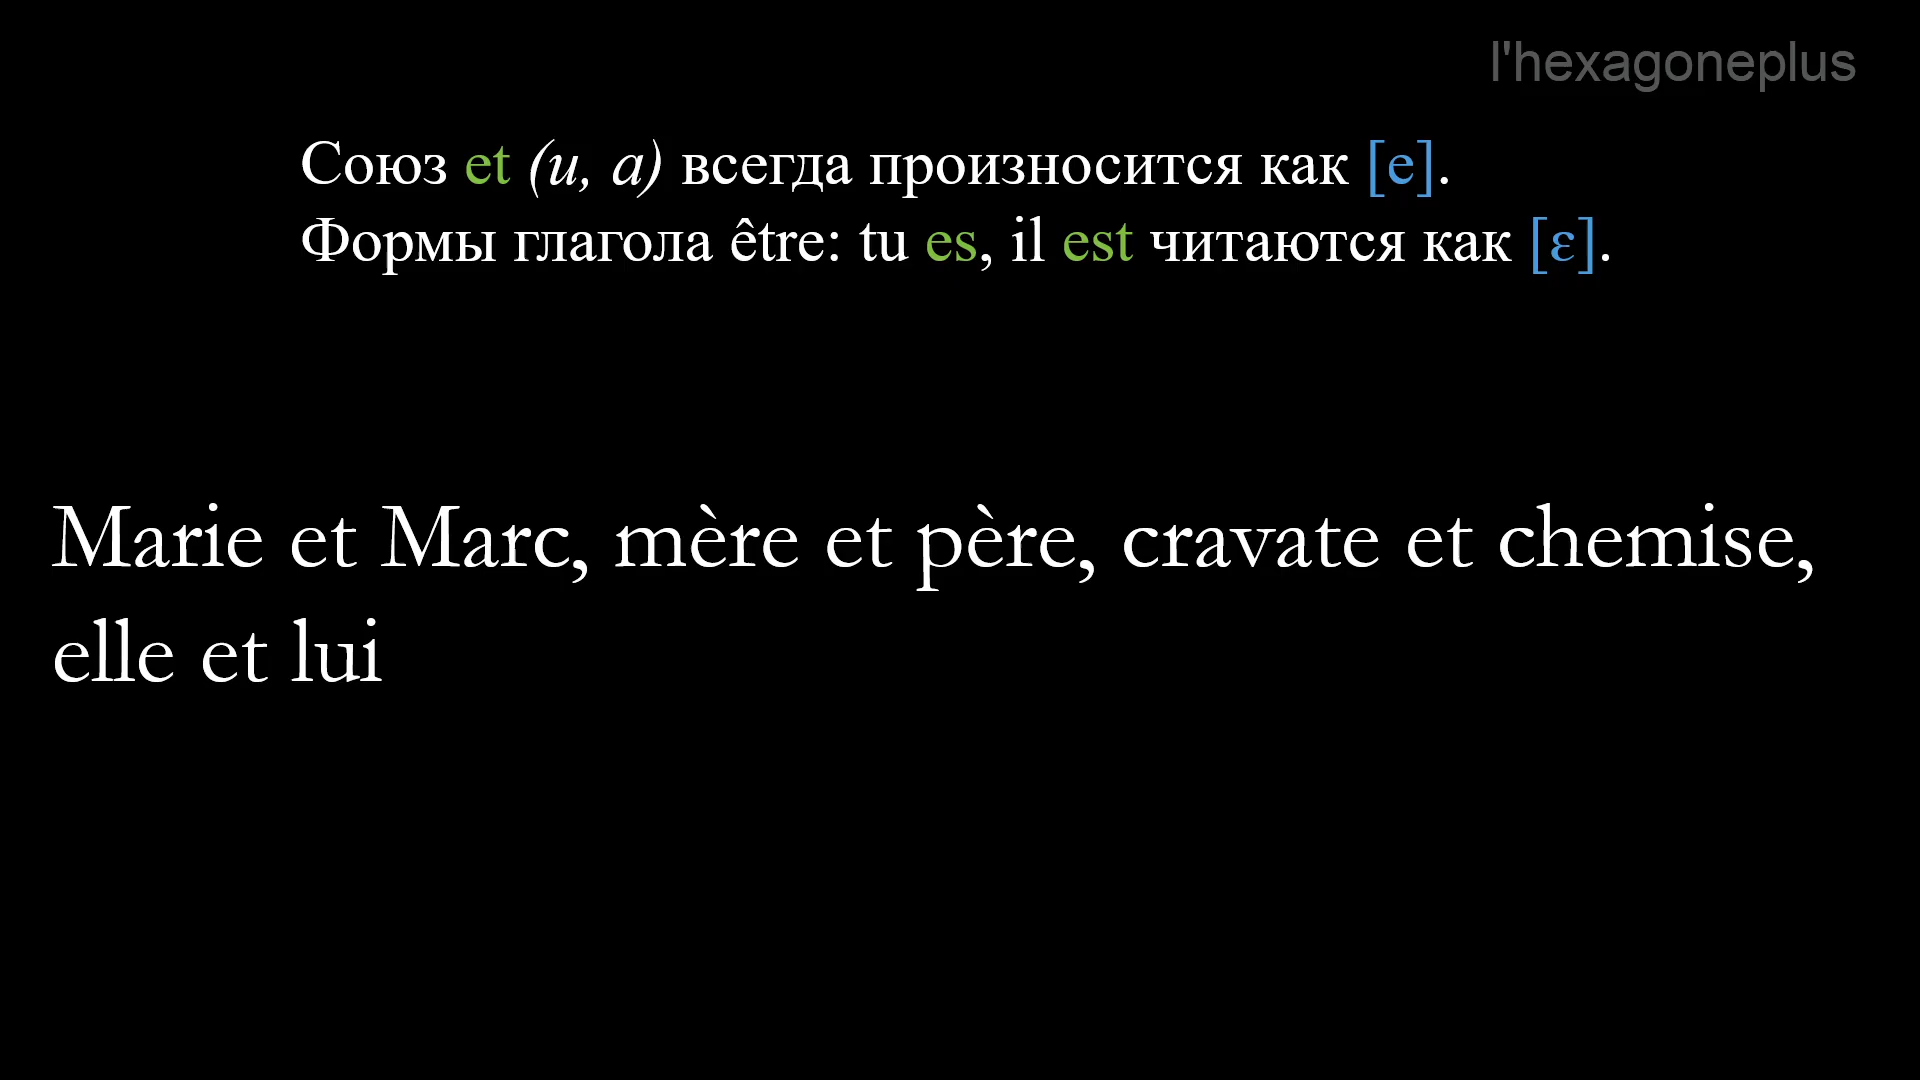 l'hexagoneplus
Союз et (и, а) всегда произносится как [e].
Формы глагола être: tu es, il est читаются как [ɛ].
Marie et Marc, mère et père, cravate et chemise,
elle et lui